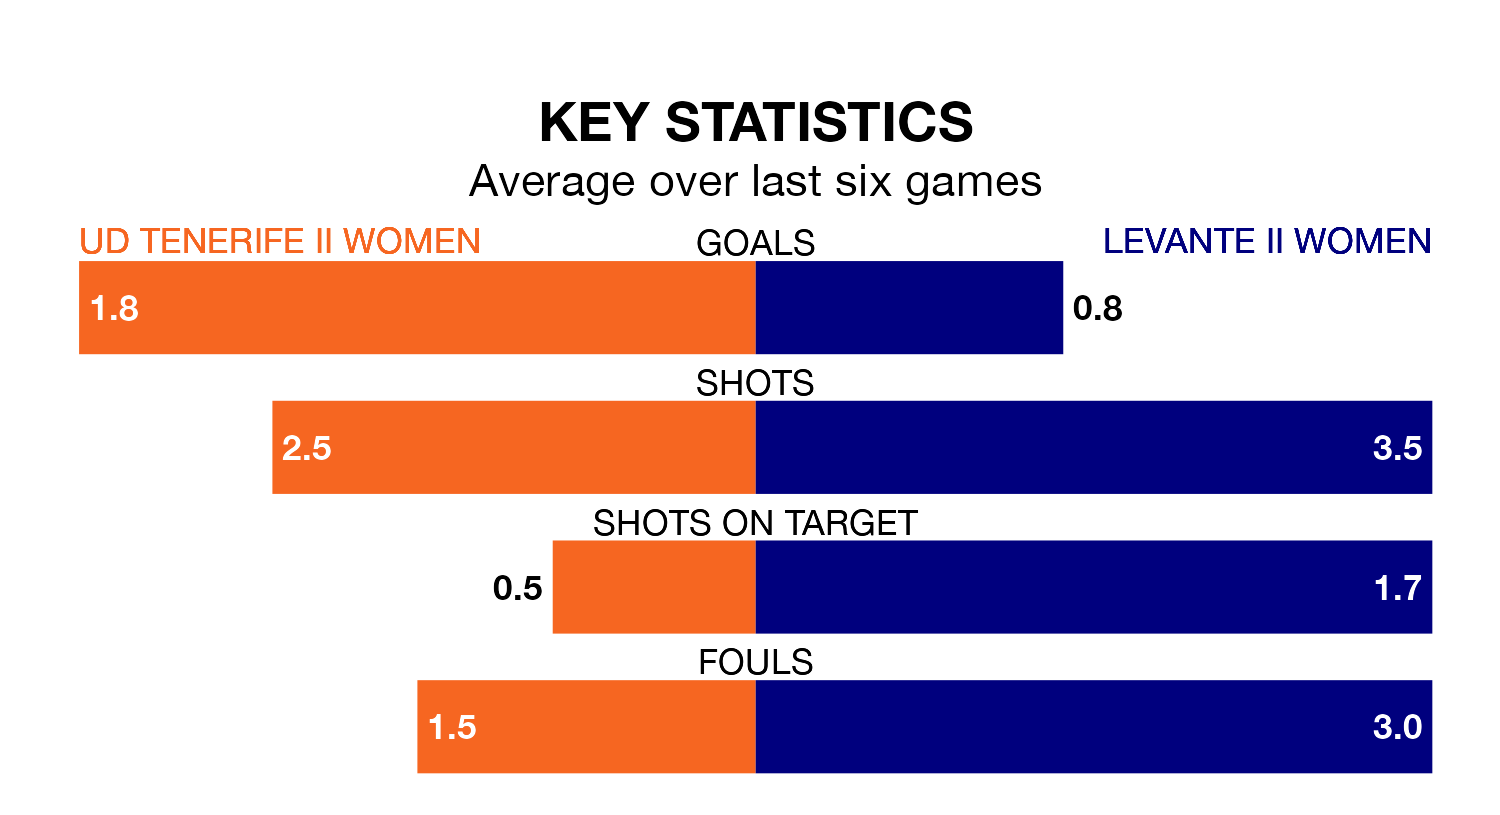 KEY STATISTICS
Average over last six games
UD TENERIFE II WOMEN GOALS LEVANTE II WOMEN
1.8 0.8
SHOTS
2.5 3.5
SHOTS ON TARGET
0.5 1.7
FOULS
1.5 3.0